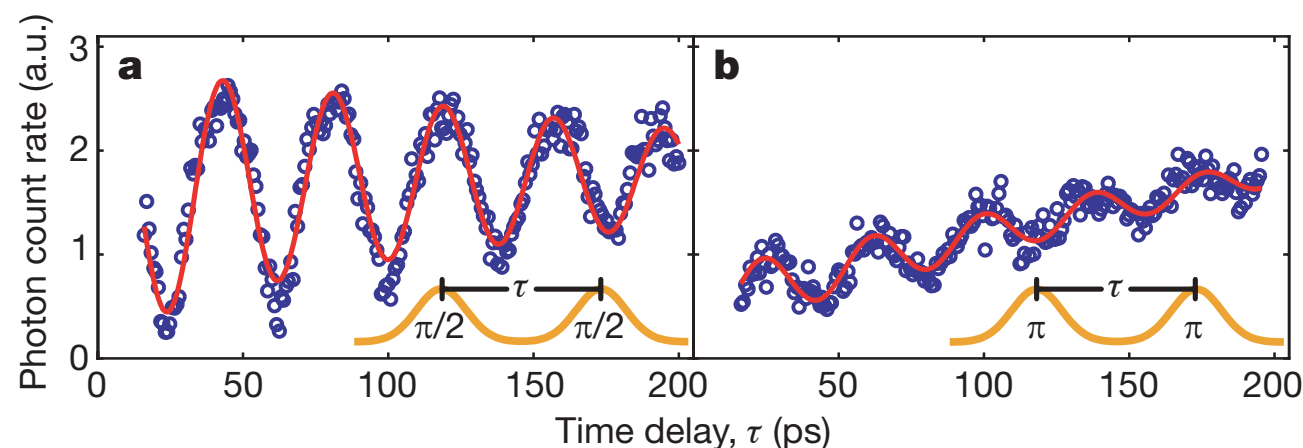 Photon count rate (a.u.)
3
2
1
0
a
b
τ
π/2
π/2
τ
π
π
0
50
100
150
200
50
100
150
200
Time delay, τ (ps)